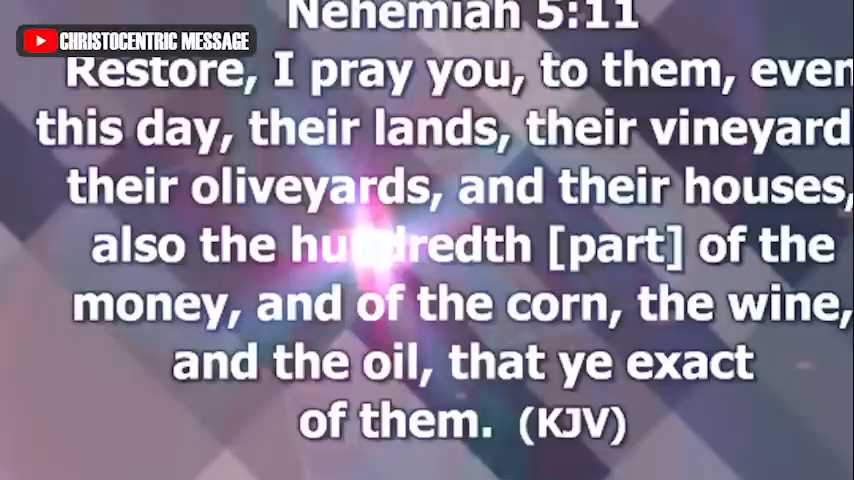 Nehemiah 5:11
CHRISTOCENTRIC MESSAGE
Restore, I pray you, to them, even
this day, their lands, their vineyard
their oliveyards, and their houses,
also the hundredth [part] of the
money, and of the corn, the wine,
and the oil, that ye exact
of them. (KJV)